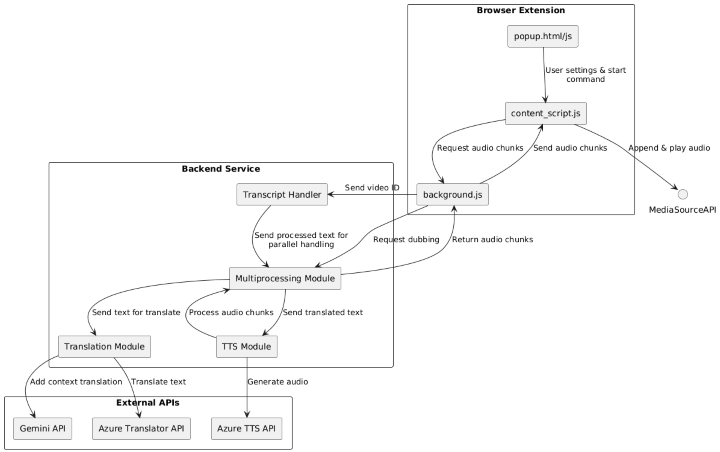 Browser Extension
popup.html/js
User settings & start
command
content_script.js
Request audio chunks
Send audio chunks
Append & play audio
Backend Service
Transcript Handler
Send video ID
background.js
MediaSourceAPI
Send processed text for
parallel handling
Request dubbing
Return audio chunks
Multiprocessing Module
Send text for translate
Process audio chunks
Send translated text
Translation Module
TTS Module
Add context translation
Translate text
Generate audio
External APIs
Gemini API
Azure Translator API
Azure TTS API